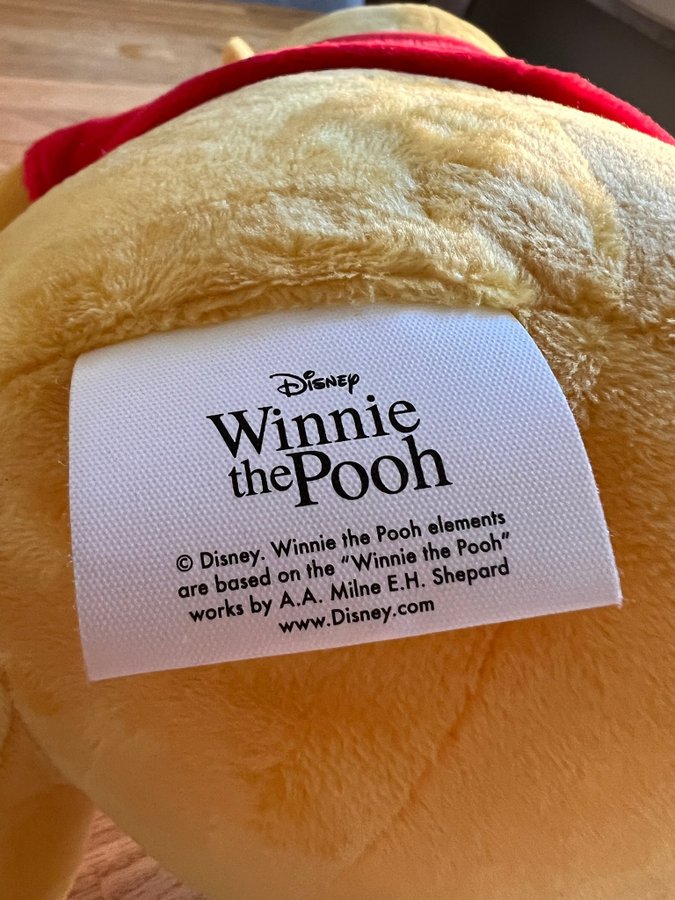 Disney
Winnie
the Pooh
© Disney. Winnie the Pooh elements
are based on the "Winnie the Pooh"
works by A.A. Milne E.H. Shepard
www.Disney.com